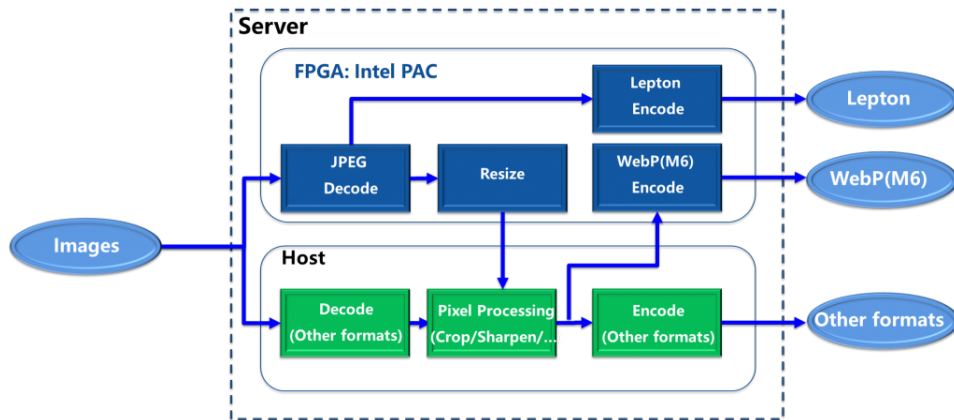 Server
FPGA: Intel PAC
Lepton
Encode
Lepton
JPEG
Decode
Resize
WebP(M6)
Encode
WebP(M6)
Images
Host
Decode
(Other formats)
Pixel Processing
(Crop/Sharpen/...
Encode
(Other formats)
Other formats